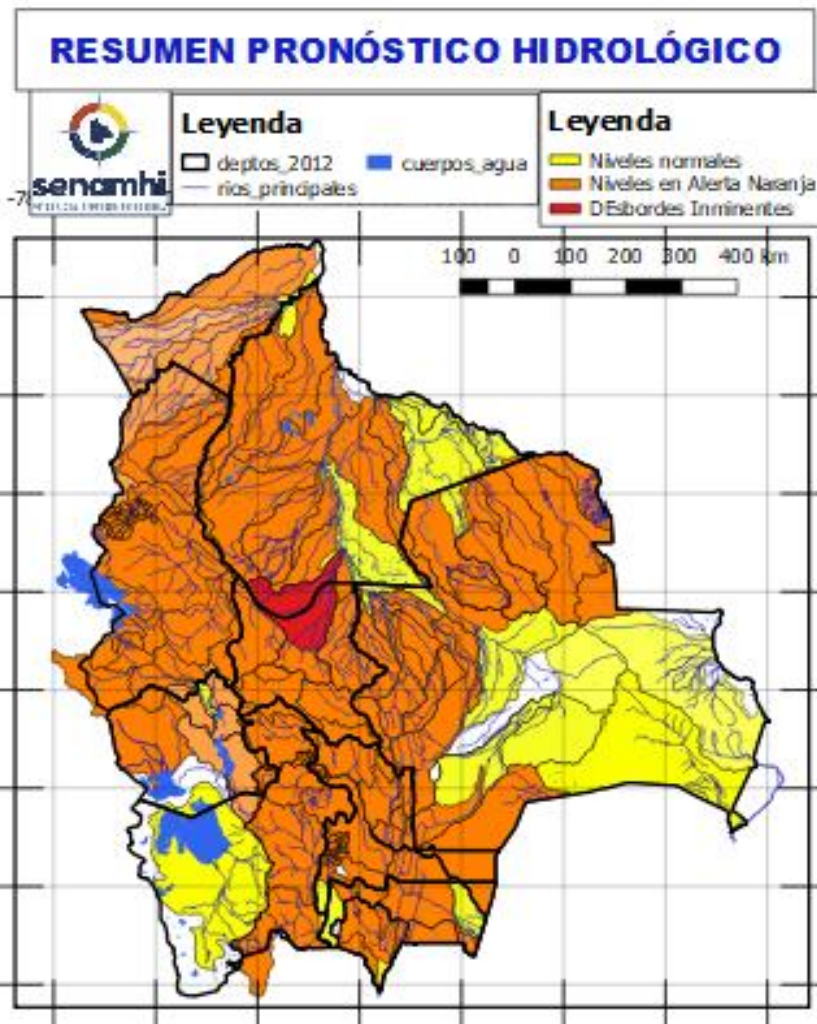 RESUMEN PRONÓSTICO HIDROLÓGICO
senamhi
Leyenda
deptos_2012
cuerpos_agua
rios_principales
Leyenda
Niveles normales
Niveles en Alerta Naranja
DEsbordes Inminentes
100 0 100 200 300 400 km